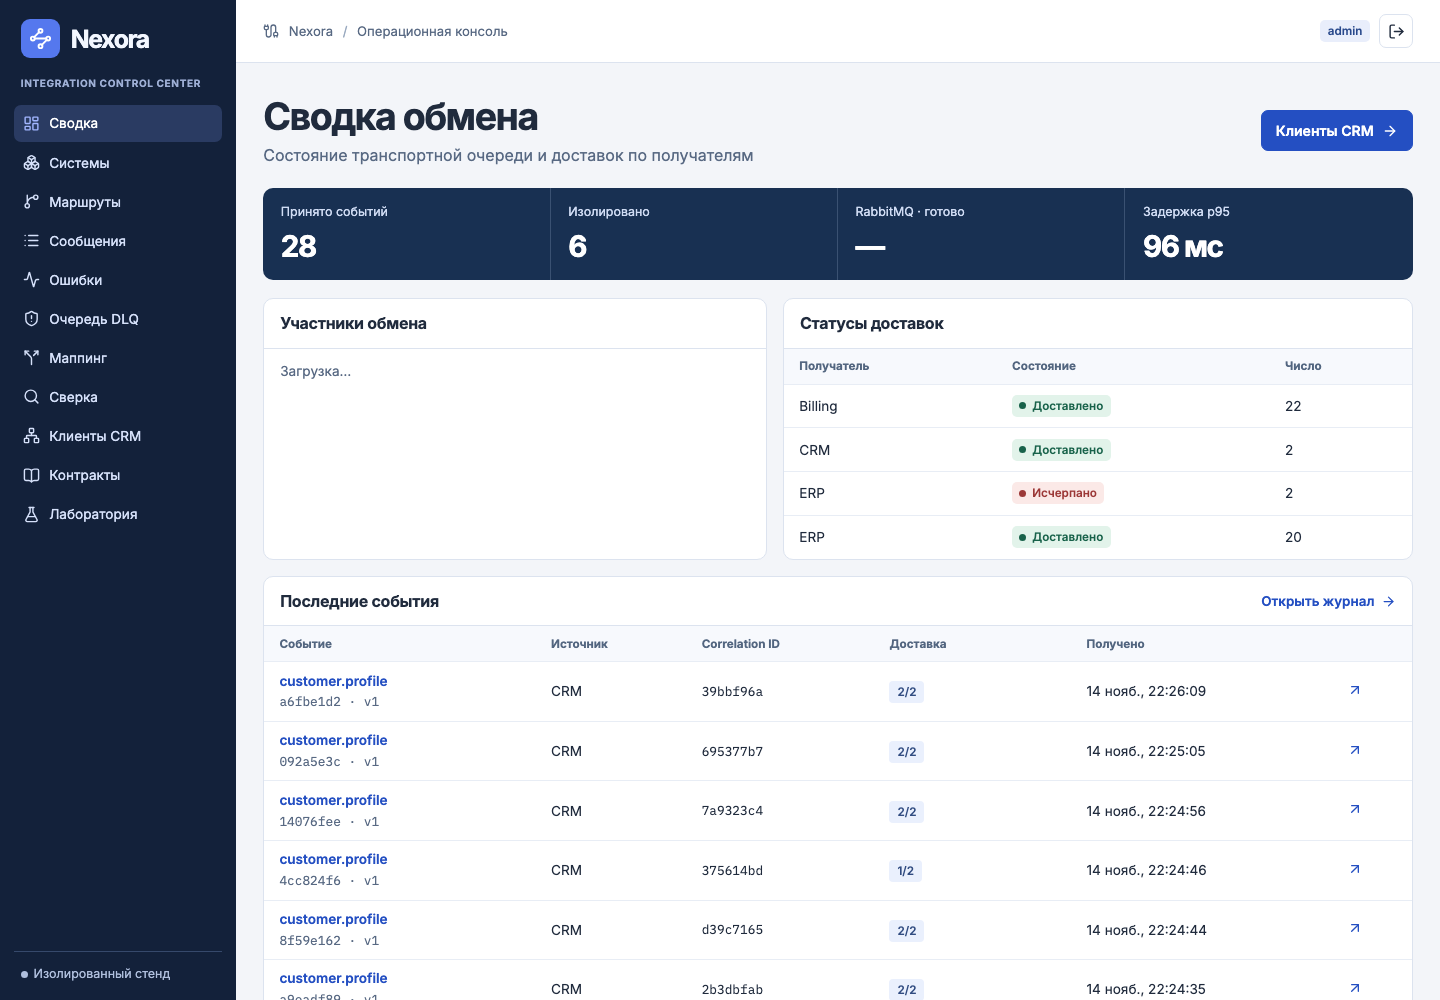 Nexora
INTEGRATION CONTROL CENTER
Сводка
Системы
Маршруты
Сообщения
Ошибки
Очередь DLQ
Маппинг
Сверка
Клиенты CRM
Контракты
Лаборатория
Изолированный стенд
Nexora / Операционная консоль
admin
Сводка обмена
Состояние транспортной очереди и доставок по получателям
Клиенты CRM
Принято событий
28
Изолировано
6
RabbitMQ · готово
—
Задержка p95
96 мс
Участники обмена
Загрузка...
Статусы доставок
Получатель Состояние Число
Billing Доставлено 22
CRM Доставлено 2
ERP Исчерпано 2
ERP Доставлено 20
Последние события
Открыть журнал
Событие Источник Correlation ID Доставка Получено
customer.profile
a6fbe1d2 · v1
CRM 39bbf96a 2/2 14 нояб., 22:26:09
customer.profile
092a5e3c · v1
CRM 695377b7 2/2 14 нояб., 22:25:05
customer.profile
14076fee · v1
CRM 7a9323c4 2/2 14 нояб., 22:24:56
customer.profile
4cc824f6 · v1
CRM 375614bd 1/2 14 нояб., 22:24:46
customer.profile
8f59e162 · v1
CRM d39c7165 2/2 14 нояб., 22:24:44
customer.profile
CRM 2b3dbfab 2/2 14 нояб., 22:24:35